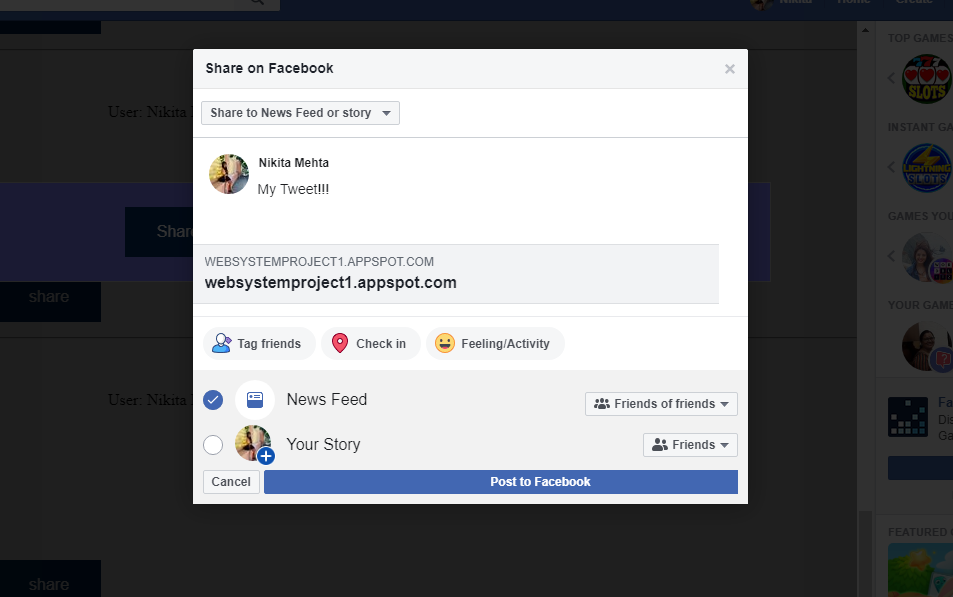 Nikita Home Create
TOP GAMES
Share on Facebook
Share to News Feed or story
User: Nikita
777
SLOTS
INSTANT GA
Nikita Mehta
My Tweet!!!
LIGHTNING
SLOTS
GAMES YOU
Shar
WEBSYSTEMPROJECT1.APPSPOT.COM
websystemproject1.appspot.com
share
YOUR GAME
Tag friends Check in Feeling/Activity
News Feed Friends of friends
User: Nikita
Fa
Dis
Ga
Your Story Friends
Cancel Post to Facebook
FEATURED
share